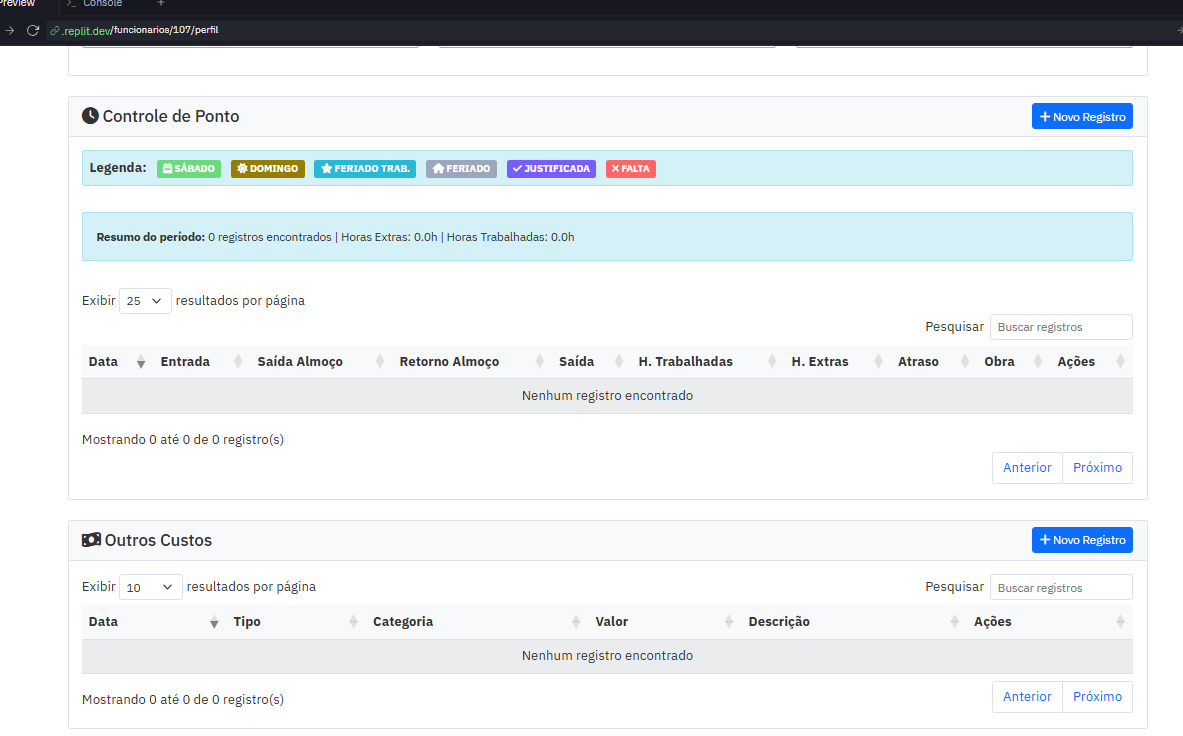 Preview >_ Console +
.replit.dev/funcionarios/107/perfil
Controle de Ponto
+ Novo Registro
Legenda: SÁBADO DOMINGO FERIADO TRAB. FERIADO JUSTIFICADA FALTA
Resumo do período: 0 registros encontrados | Horas Extras: 0.0h | Horas Trabalhadas: 0.0h
Exibir 25 resultados por página
Pesquisar Buscar registros
Data Entrada Saída Almoço Retorno Almoço Saída H. Trabalhadas H. Extras Atraso Obra Ações
Nenhum registro encontrado
Mostrando 0 até 0 de 0 registro(s)
Anterior Próximo
Outros Custos
+ Novo Registro
Exibir 10 resultados por página
Pesquisar Buscar registros
Data Tipo Categoria Valor Descrição Ações
Nenhum registro encontrado
Mostrando 0 até 0 de 0 registro(s)
Anterior Próximo